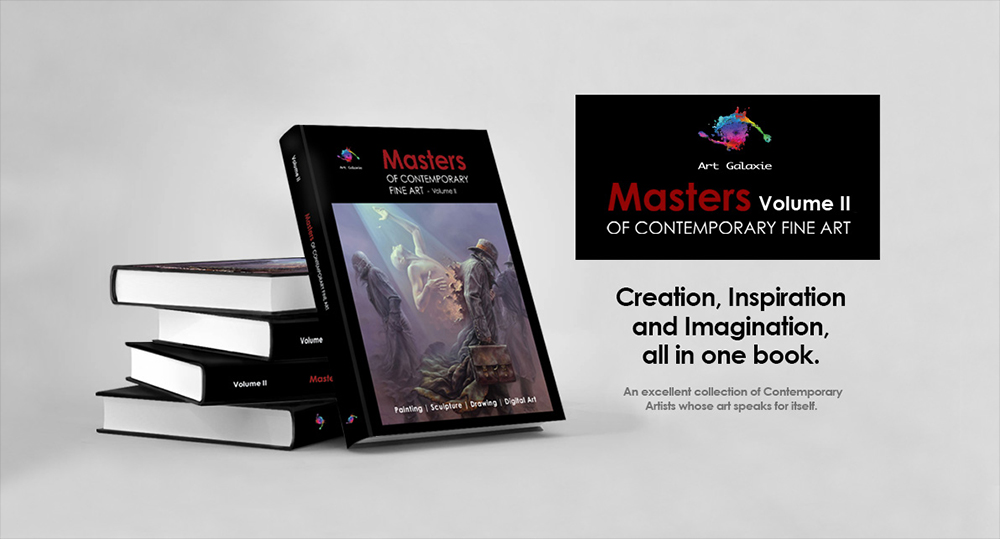 Volume II
Masters OF CONTEMPORARY FINE ART
Art Galaxie
Masters
OF CONTEMPORARY
FINE ART - Volume II
Painting | Sculpture | Drawing | Digital Art
Volume
Volume II
Maste
Art Galaxie
Masters Volume II
OF CONTEMPORARY FINE ART
Creation, Inspiration
and Imagination,
all in one book.
An excellent collection of Contemporary
Artists whose art speaks for itself.